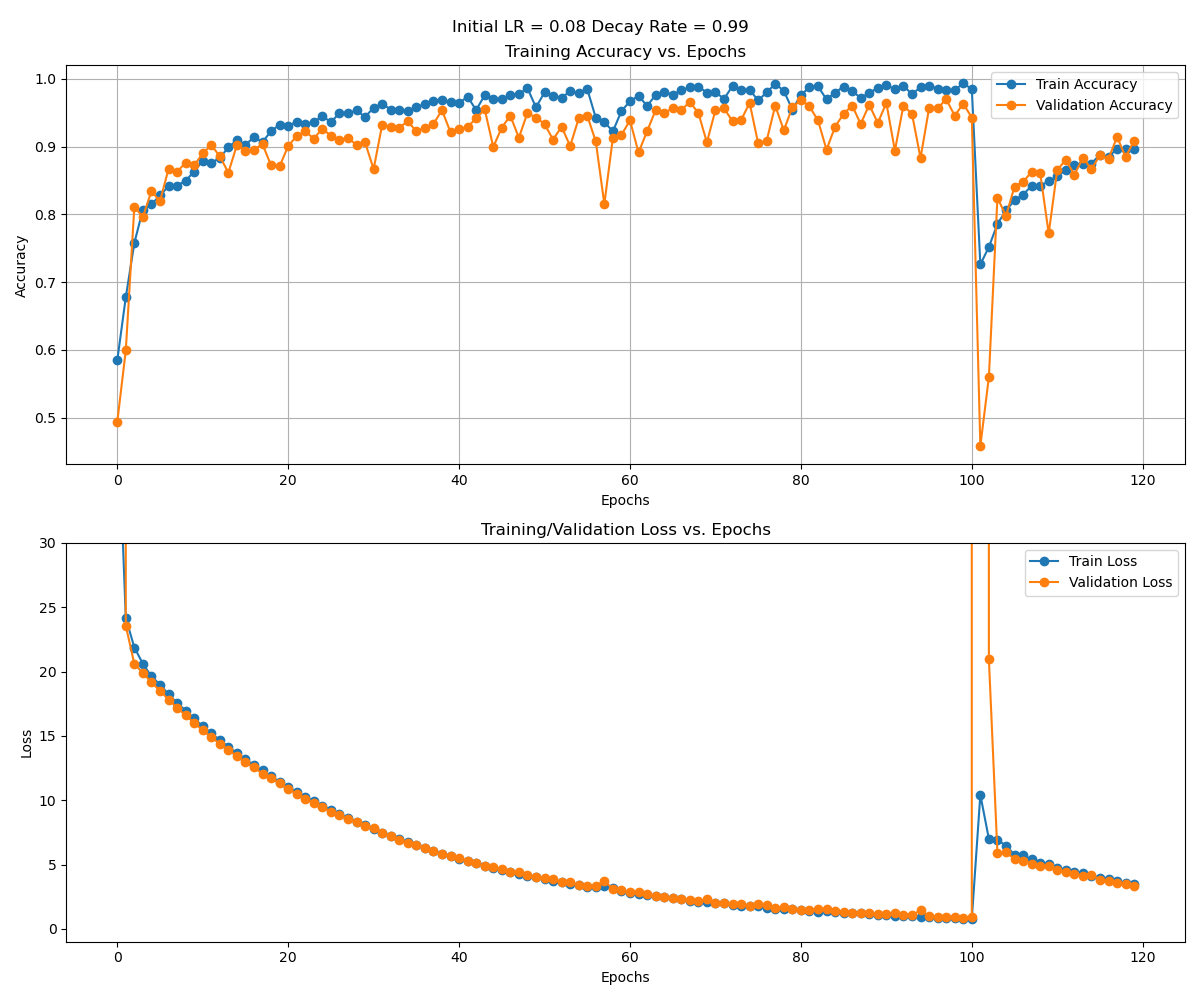 Initial LR = 0.08 Decay Rate = 0.99
Training Accuracy vs. Epochs
1.0
0.9
0.8
0.7
0.6
0.5
Accuracy
Train Accuracy
Validation Accuracy
0 20 40 60 80 100 120
Epochs
Training/Validation Loss vs. Epochs
30
25
20
15
10
5
0
Loss
Train Loss
Validation Loss
0 20 40 60 80 100 120
Epochs